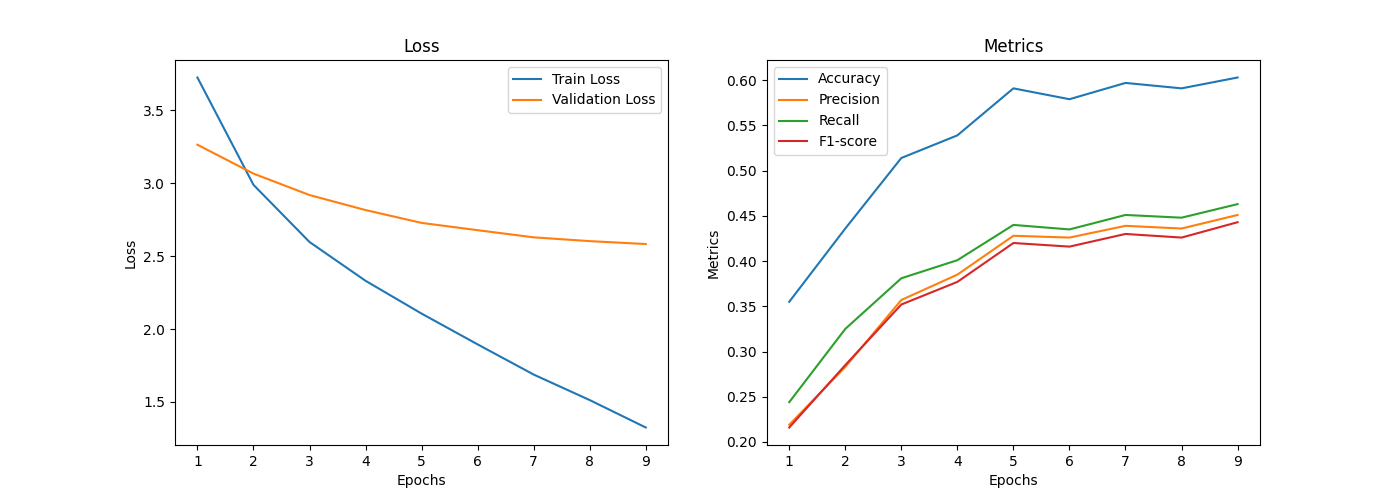 Loss
Train Loss
Validation Loss
3.5
3.0
2.5
2.0
1.5
Loss
1 2 3 4 5 6 7 8 9
Epochs
Metrics
Accuracy
Precision
Recall
F1-score
0.60
0.55
0.50
0.45
0.40
0.35
0.30
0.25
0.20
Metrics
1 2 3 4 5 6 7 8 9
Epochs